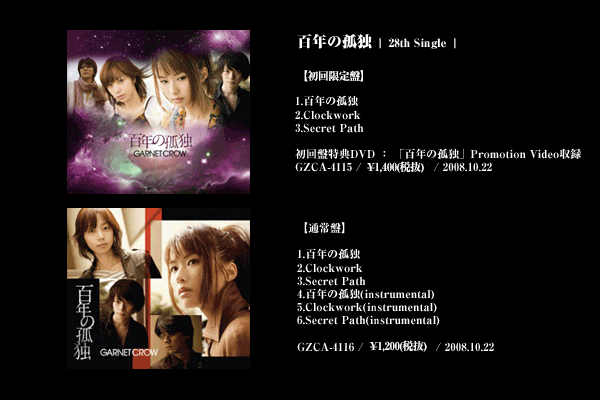 百年の孤独 | 28th Single |
【初回限定盤】
1.百年の孤独
2.Clockwork
3.Secret Path
初回盤特典DVD ： 「百年の孤独」Promotion Video収録
GZCA-4115 / ¥1,400(税抜) / 2008.10.22
百年の孤独
GARNET CROW
【通常盤】
1.百年の孤独
2.Clockwork
3.Secret Path
4.百年の孤独(instrumental)
5.Clockwork(instrumental)
6.Secret Path(instrumental)
GZCA-4116 / ¥1,200(税抜) / 2008.10.22
百年の孤独
GARNET CROW